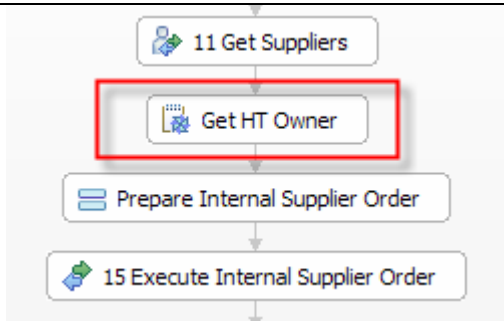 11 Get Suppliers
Get HT Owner
Prepare Internal Supplier Order
15 Execute Internal Supplier Order